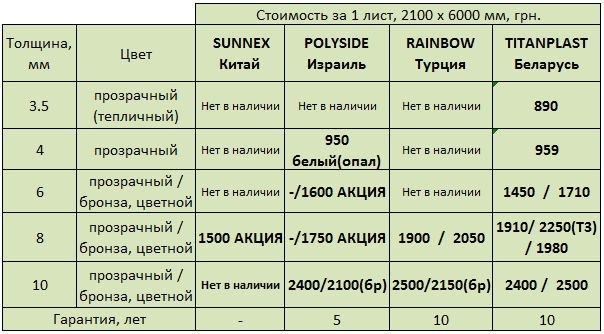 Стоимость за 1 лист, 2100 х 6000 мм, грн.
Толщина, мм Цвет SUNNEX Китай POLYSIDE Израиль RAINBOW Турция TITANPLAST Беларусь
3.5 прозрачный (тепличный) Нет в наличии Нет в наличии Нет в наличии 890
4 прозрачный Нет в наличии 950 белый(опал) Нет в наличии 959
6 прозрачный / бронза, цветной Нет в наличии -/1600 АКЦИЯ Нет в наличии 1450 / 1710
8 прозрачный / бронза, цветной 1500 АКЦИЯ -/1750 АКЦИЯ 1900 / 2050 1910/ 2250(ТЗ) / 1980
10 прозрачный / бронза, цветной Нет в наличии 2400/2100(бр) 2500/2150(бр) 2400 / 2500
Гарантия, лет - 5 10 10